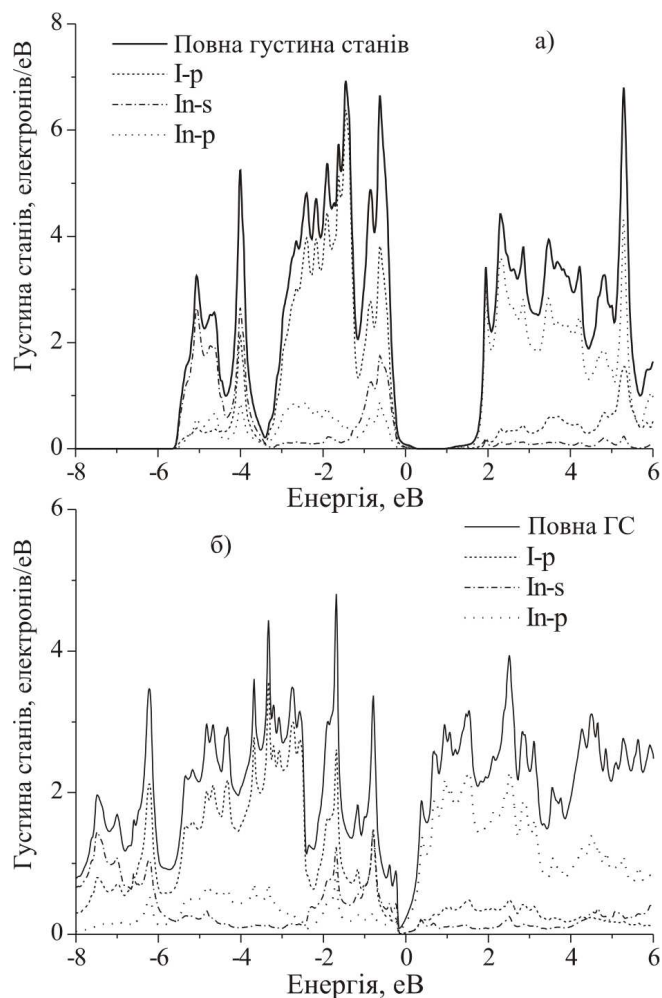 8
6
4
2
0
Густина станів, електронів/еВ
Повна густина станів
I-p
In-s
In-p
а)
-8 -6 -4 -2 0 2 4 6
Енергія, еВ
6
4
2
0
Густина станів, електронів/еВ
б)
Повна ГС
I-p
In-s
In-p
-8 -6 -4 -2 0 2 4 6
Енергія, еВ